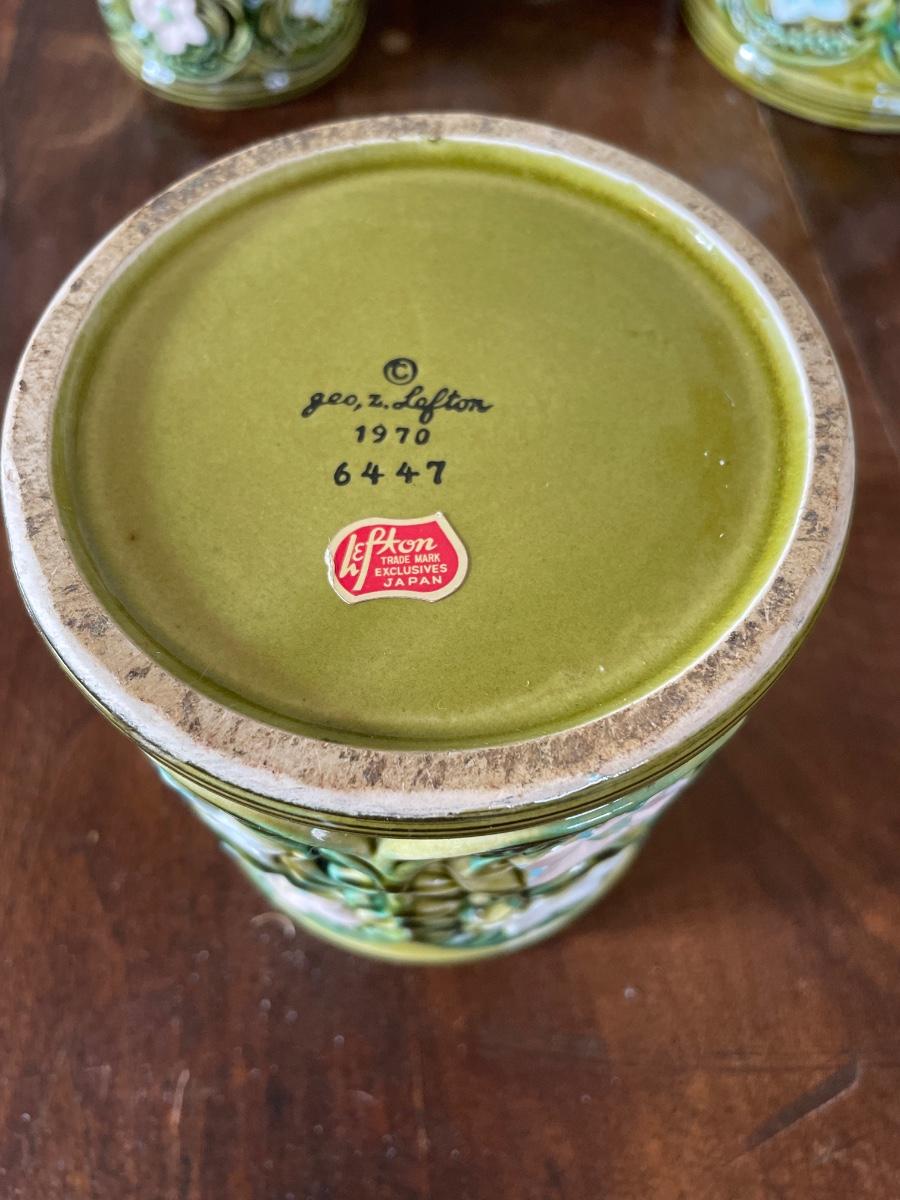 ©
geo. z. Lefton
1970
6447
Lefton
TRADE MARK
EXCLUSIVES
JAPAN